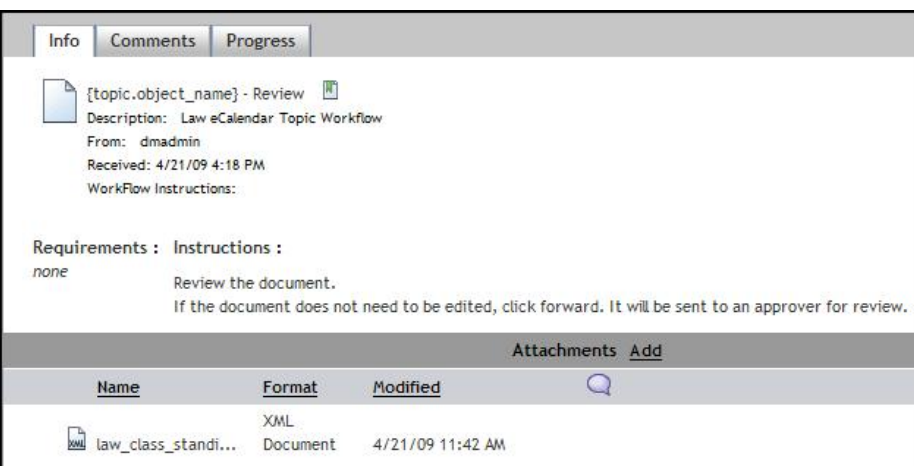 Info Comments Progress
{topic.object_name} - Review
Description: Law eCalendar Topic Workflow
From: dmadmin
Received: 4/21/09 4:18 PM
WorkFlow Instructions:
Requirements : Instructions :
none
Review the document.
If the document does not need to be edited, click forward. It will be sent to an approver for review.
Attachments Add
Name Format Modified
XML
XML law_class_standi... Document 4/21/09 11:42 AM